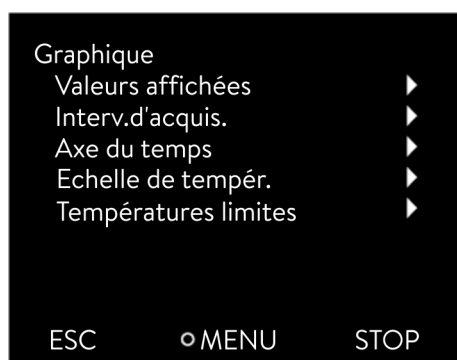 Graphique
Valeurs affichées
Interv.d'acquis.
Axe du temps
Echelle de tempér.
Températures limites
ESC MENU STOP